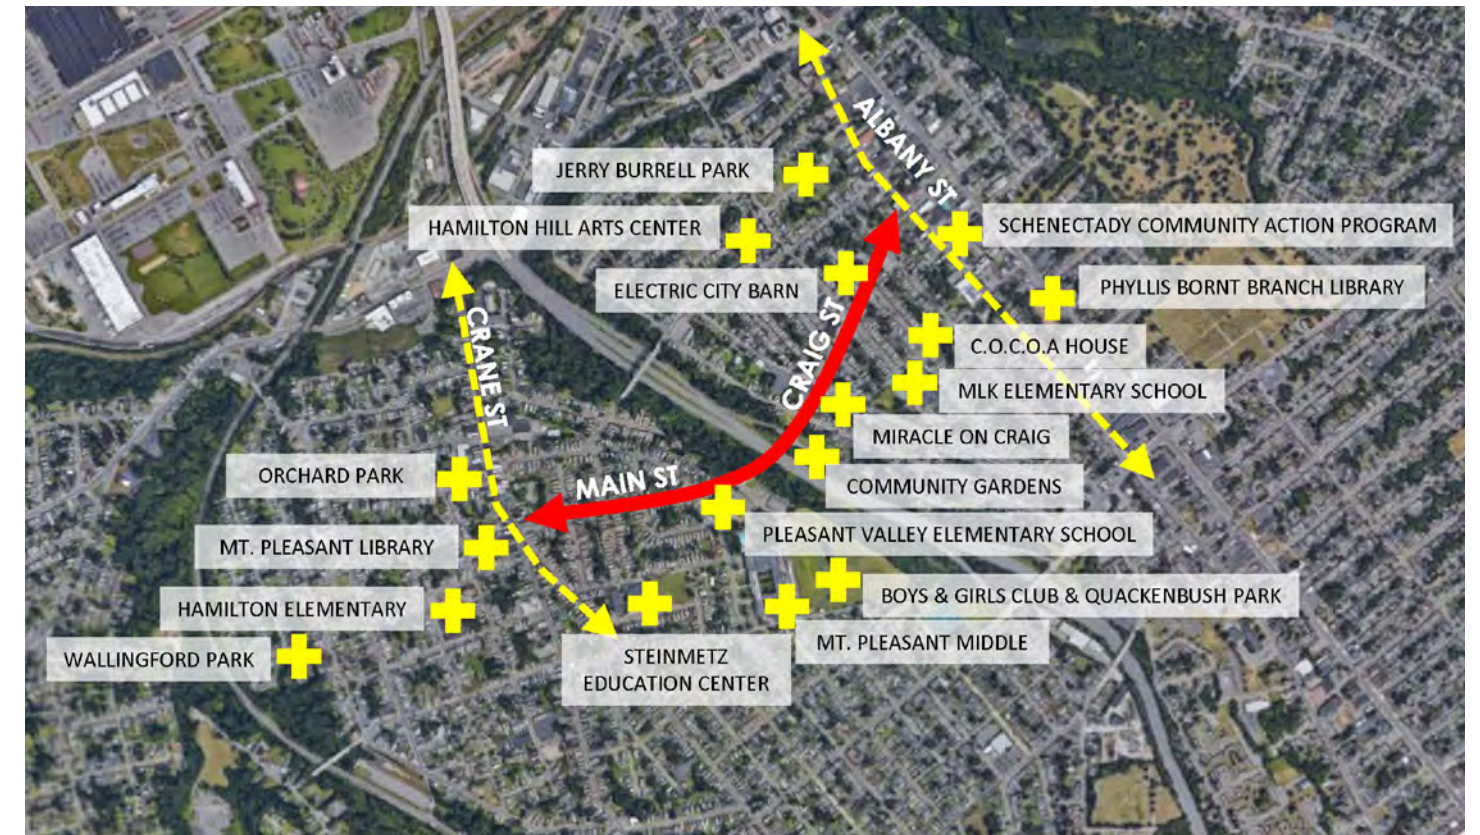 ALBANY ST
JERRY BURRELL PARK
HAMILTON HILL ARTS CENTER
SCHENECTADY COMMUNITY ACTION PROGRAM
ELECTRIC CITY BARN
PHYLLIS BORNT BRANCH LIBRARY
CRANE ST
CRAIG ST
C.O.C.O.A HOUSE
MLK ELEMENTARY SCHOOL
MIRACLE ON CRAIG
ORCHARD PARK
MAIN ST
COMMUNITY GARDENS
PLEASANT VALLEY ELEMENTARY SCHOOL
MT. PLEASANT LIBRARY
HAMILTON ELEMENTARY
BOYS & GIRLS CLUB & QUACKENBUSH PARK
MT. PLEASANT MIDDLE
WALLINGFORD PARK
STEINMETZ
EDUCATION CENTER